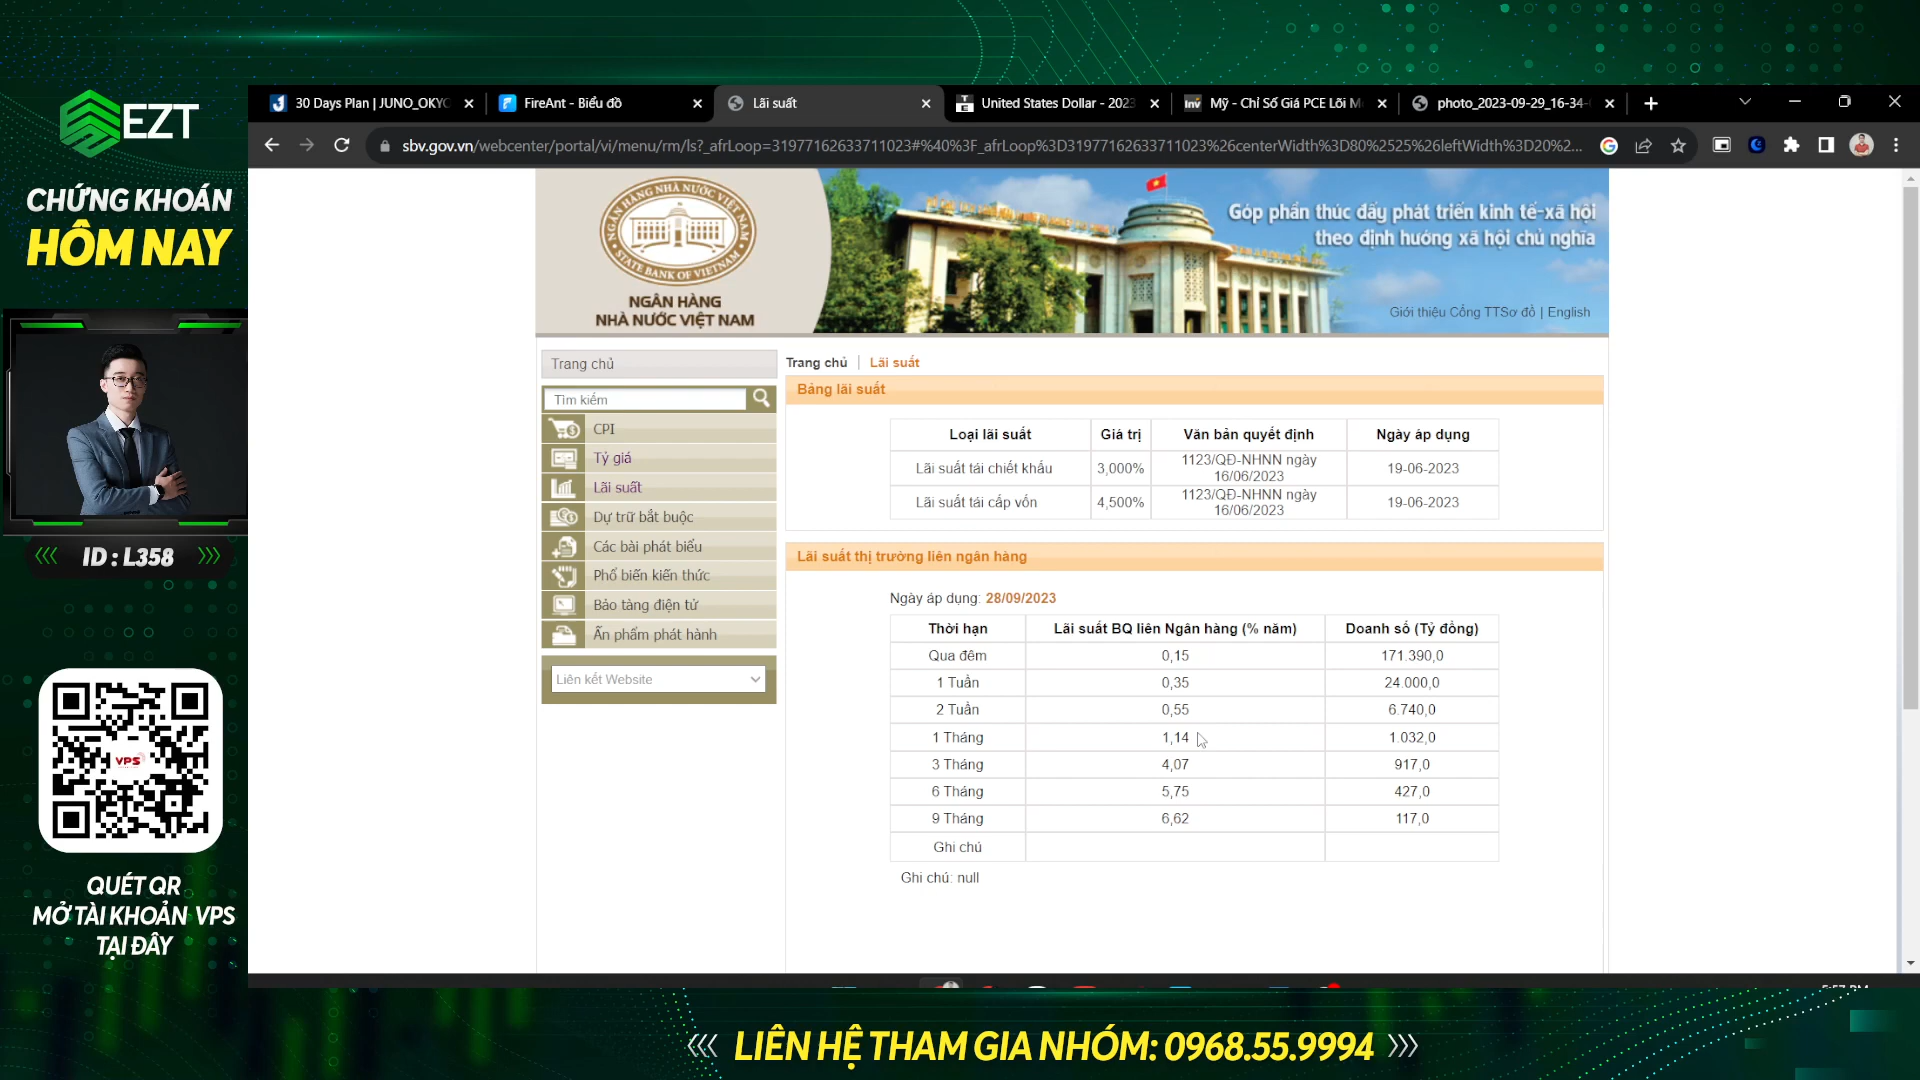 EZT
CHỨNG KHOÁN
HÔM NAY
ID : L358
VPS
QUÉT QR
MỞ TÀI KHOẢN VPS
TẠI ĐÂY
30 Days Plan | JUNO_OKYO
FireAnt - Biểu đồ
Lãi suất
United States Dollar - 2023
Mỹ - Chỉ Số Giá PCE Lõi M
photo_2023-09-29_16-34-
sbv.gov.vn/webcenter/portal/vi/menu/rm/ls?_afrLoop=31977162633711023#%40%3F_afrLoop%3D31977162633711023%26centerWidth%3D80%2525%26leftWidth%3D20%2...
NGÂN HÀNG NHÀ NƯỚC VIỆT NAM
STATE BANK OF VIETNAM
NGÂN HÀNG
NHÀ NƯỚC VIỆT NAM
Góp phần thúc đẩy phát triển kinh tế-xã hội
theo định hướng xã hội chủ nghĩa
Giới thiệu Cổng TTSơ đồ | English
Trang chủ
Tìm kiếm
CPI
Tỷ giá
Lãi suất
Dự trữ bắt buộc
Các bài phát biểu
Phổ biến kiến thức
Bảo tàng điện tử
Ấn phẩm phát hành
Liên kết Website
Trang chủ | Lãi suất
Bảng lãi suất
Loại lãi suất Giá trị Văn bản quyết định Ngày áp dụng
Lãi suất tái chiết khấu 3,000% 1123/QĐ-NHNN ngày 16/06/2023 19-06-2023
Lãi suất tái cấp vốn 4,500% 1123/QĐ-NHNN ngày 16/06/2023 19-06-2023
Lãi suất thị trường liên ngân hàng
Ngày áp dụng: 28/09/2023
Thời hạn Lãi suất BQ liên Ngân hàng (% năm) Doanh số (Tỷ đồng)
Qua đêm 0,15 171.390,0
1 Tuần 0,35 24.000,0
2 Tuần 0,55 6.740,0
1 Tháng 1,14 1.032,0
3 Tháng 4,07 917,0
6 Tháng 5,75 427,0
9 Tháng 6,62 117,0
Ghi chú
Ghi chú: null
LIÊN HỆ THAM GIA NHÓM: 0968.55.9994